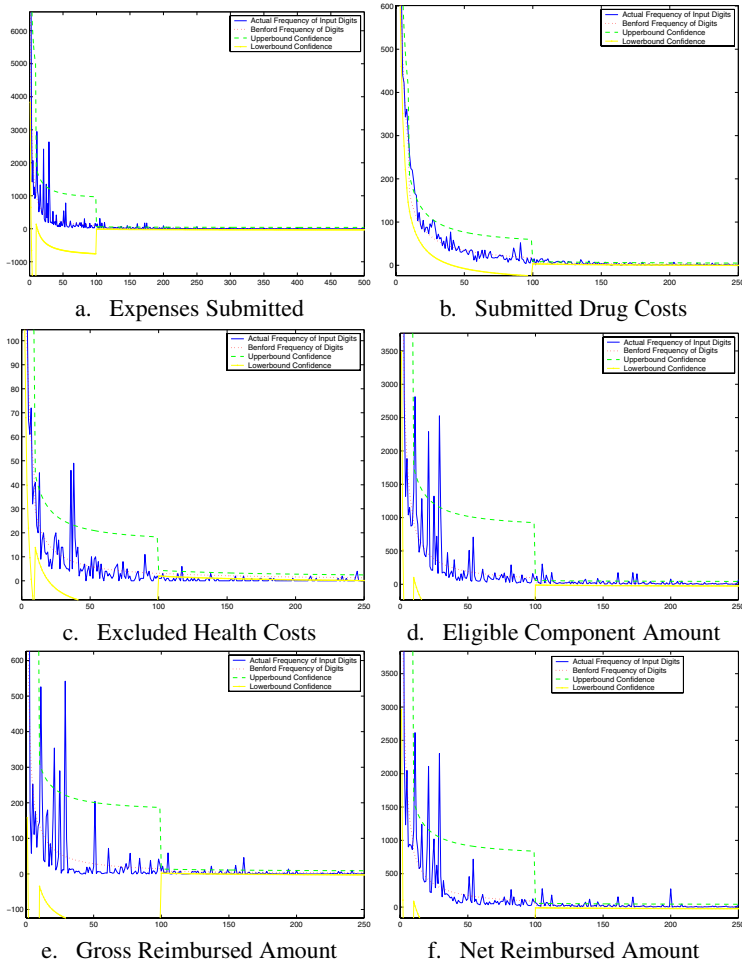 6000
5000
4000
3000
2000
1000
0
−1000
0 50 100 150 200 250 300 350 400 450 500
Actual Frequency of Input Digits
Benford Frequency of Digits
Upperbound Confidence
Lowerbound Confidence
a. Expenses Submitted
600
500
400
300
200
100
0
0 50 100 150 200 250
Actual Frequency of Input Digits
Benford Frequency of Digits
Upperbound Confidence
Lowerbound Confidence
b. Submitted Drug Costs
100
90
80
70
60
50
40
30
20
10
0
0 50 100 150 200 250
Actual Frequency of Input Digits
Benford Frequency of Digits
Upperbound Confidence
Lowerbound Confidence
c. Excluded Health Costs
3500
3000
2500
2000
1500
1000
500
0
0 50 100 150 200 250
Actual Frequency of Input Digits
Benford Frequency of Digits
Upperbound Confidence
Lowerbound Confidence
d. Eligible Component Amount
600
500
400
300
200
100
0
−100
0 50 100 150 200 250
Actual Frequency of Input Digits
Benford Frequency of Digits
Upperbound Confidence
Lowerbound Confidence
e. Gross Reimbursed Amount
3500
3000
2500
2000
1500
1000
500
0
0 50 100 150 200 250
Actual Frequency of Input Digits
Benford Frequency of Digits
Upperbound Confidence
Lowerbound Confidence
f. Net Reimbursed Amount